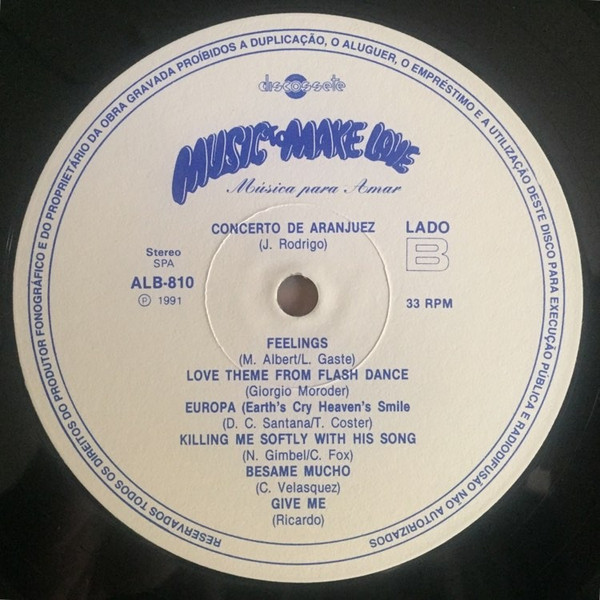 RESERVADOS TODOS OS DIREITOS DO PRODUTOR FONOGRÁFICO E DO PROPRIETÁRIO DA OBRA GRAVADA PROÍBIDOS A DUPLICAÇÃO, O ALUGUER, O EMPRÉSTIMO E A UTILIZAÇÃO DESTE DISCO PARA EXECUÇÃO PÚBLICA E RADIODIFUSÃO NÃO AUTORIZADOS
discossete
MUSIC TO MAKE LOVE
Música para Amar
CONCERTO DE ARANJUEZ
(J. Rodrigo)
LADO
B
Stereo
SPA
ALB-810
℗ 1991
33 RPM
FEELINGS
(M. Albert/L. Gaste)
LOVE THEME FROM FLASH DANCE
(Giorgio Moroder)
EUROPA (Earth's Cry Heaven's Smile
(D. C. Santana/T. Coster)
KILLING ME SOFTLY WITH HIS SONG
(N. Gimbel/C. Fox)
BESAME MUCHO
(C. Velasquez)
GIVE ME
(Ricardo)